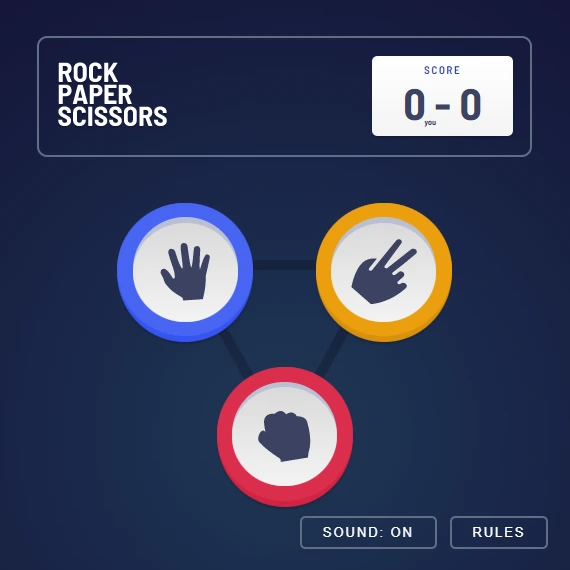 ROCK
PAPER
SCISSORS
SCORE
0 - 0
you
SOUND: ON
RULES